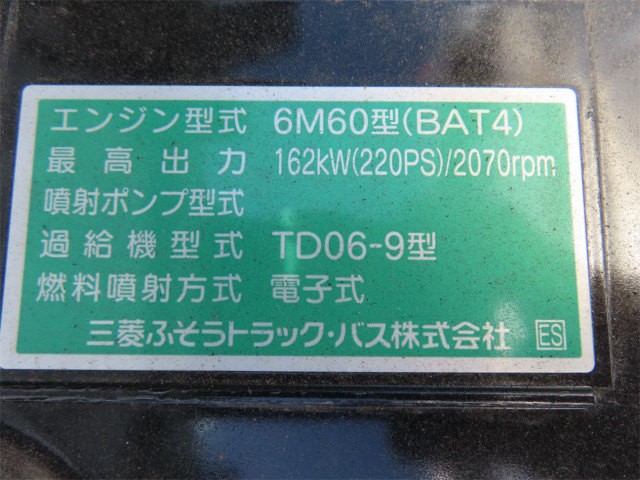 エンジン型式 6M60型(BAT4)
最高出力 162kW(220PS)/2070rpm
噴射ポンプ型式
過給機型式 TD06-9型
燃料噴射方式 電子式
三菱ふそうトラック・バス株式会社 ES